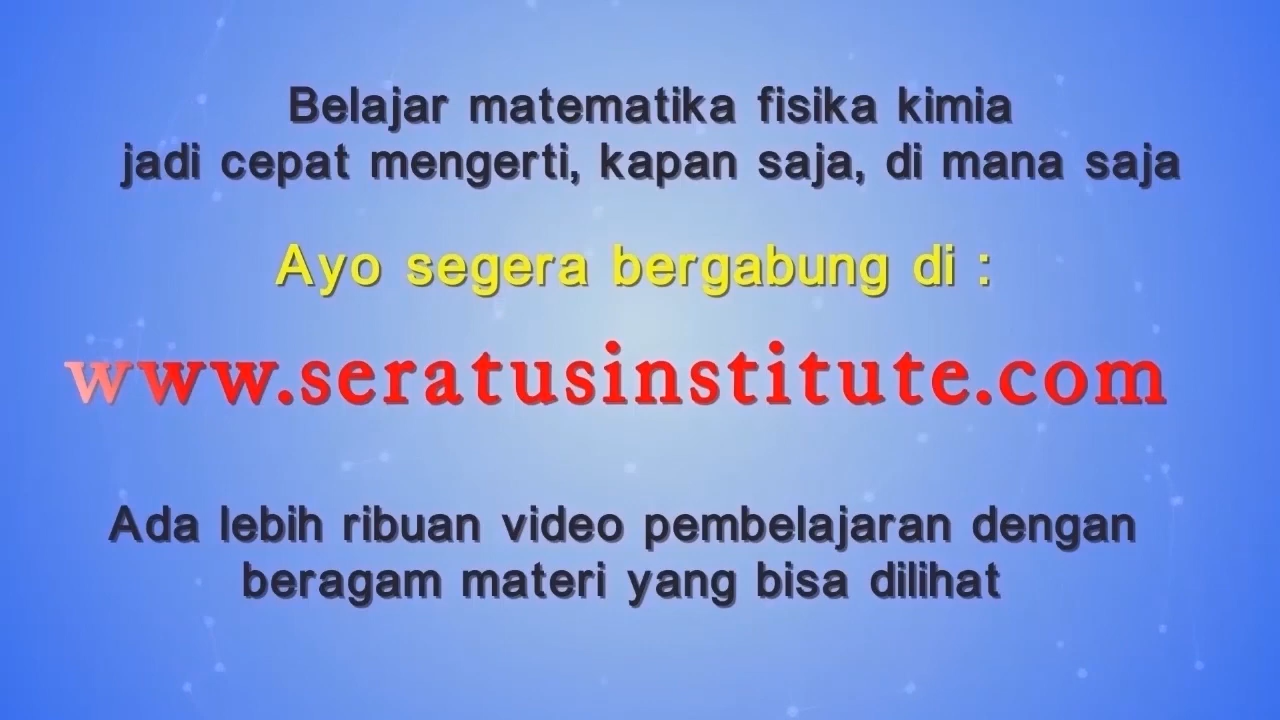 Belajar matematika fisika kimia
jadi cepat mengerti, kapan saja, di mana saja
Ayo segera bergabung di :
www.seratusinstitute.com
Ada lebih ribuan video pembelajaran dengan
beragam materi yang bisa dilihat